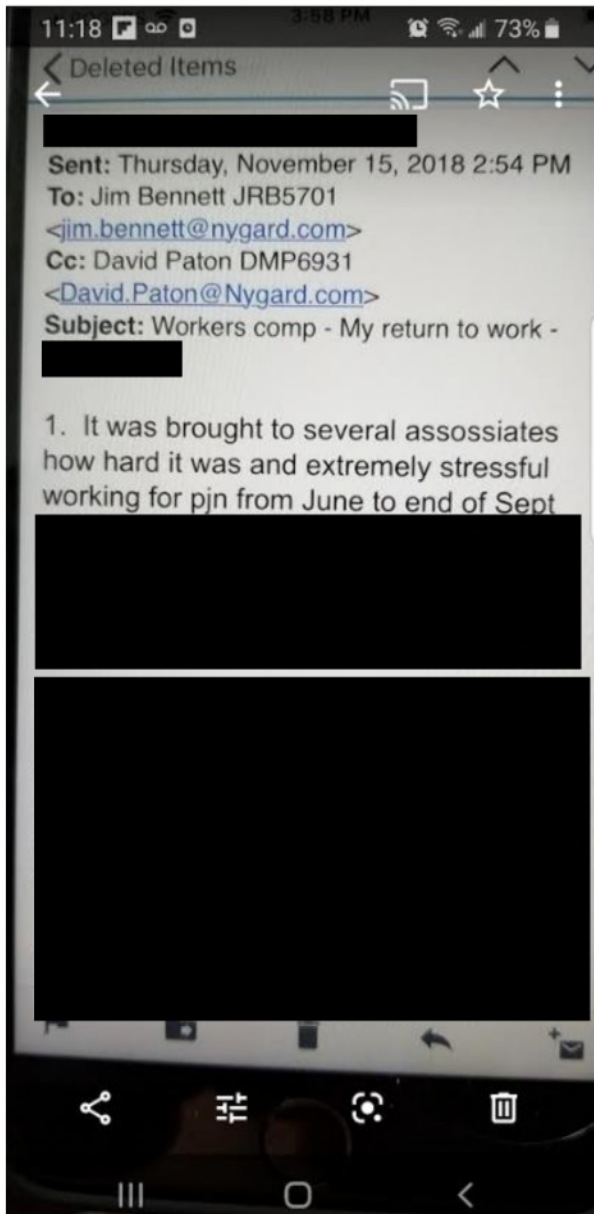 3:58 PM
11:18 73%
Deleted Items
Sent: Thursday, November 15, 2018 2:54 PM
To: Jim Bennett JRB5701
<jim.bennett@nygard.com>
Cc: David Paton DMP6931
<David.Paton@Nygard.com>
Subject: Workers comp - My return to work -
1. It was brought to several assossiates
how hard it was and extremely stressful
working for pjn from June to end of Sept